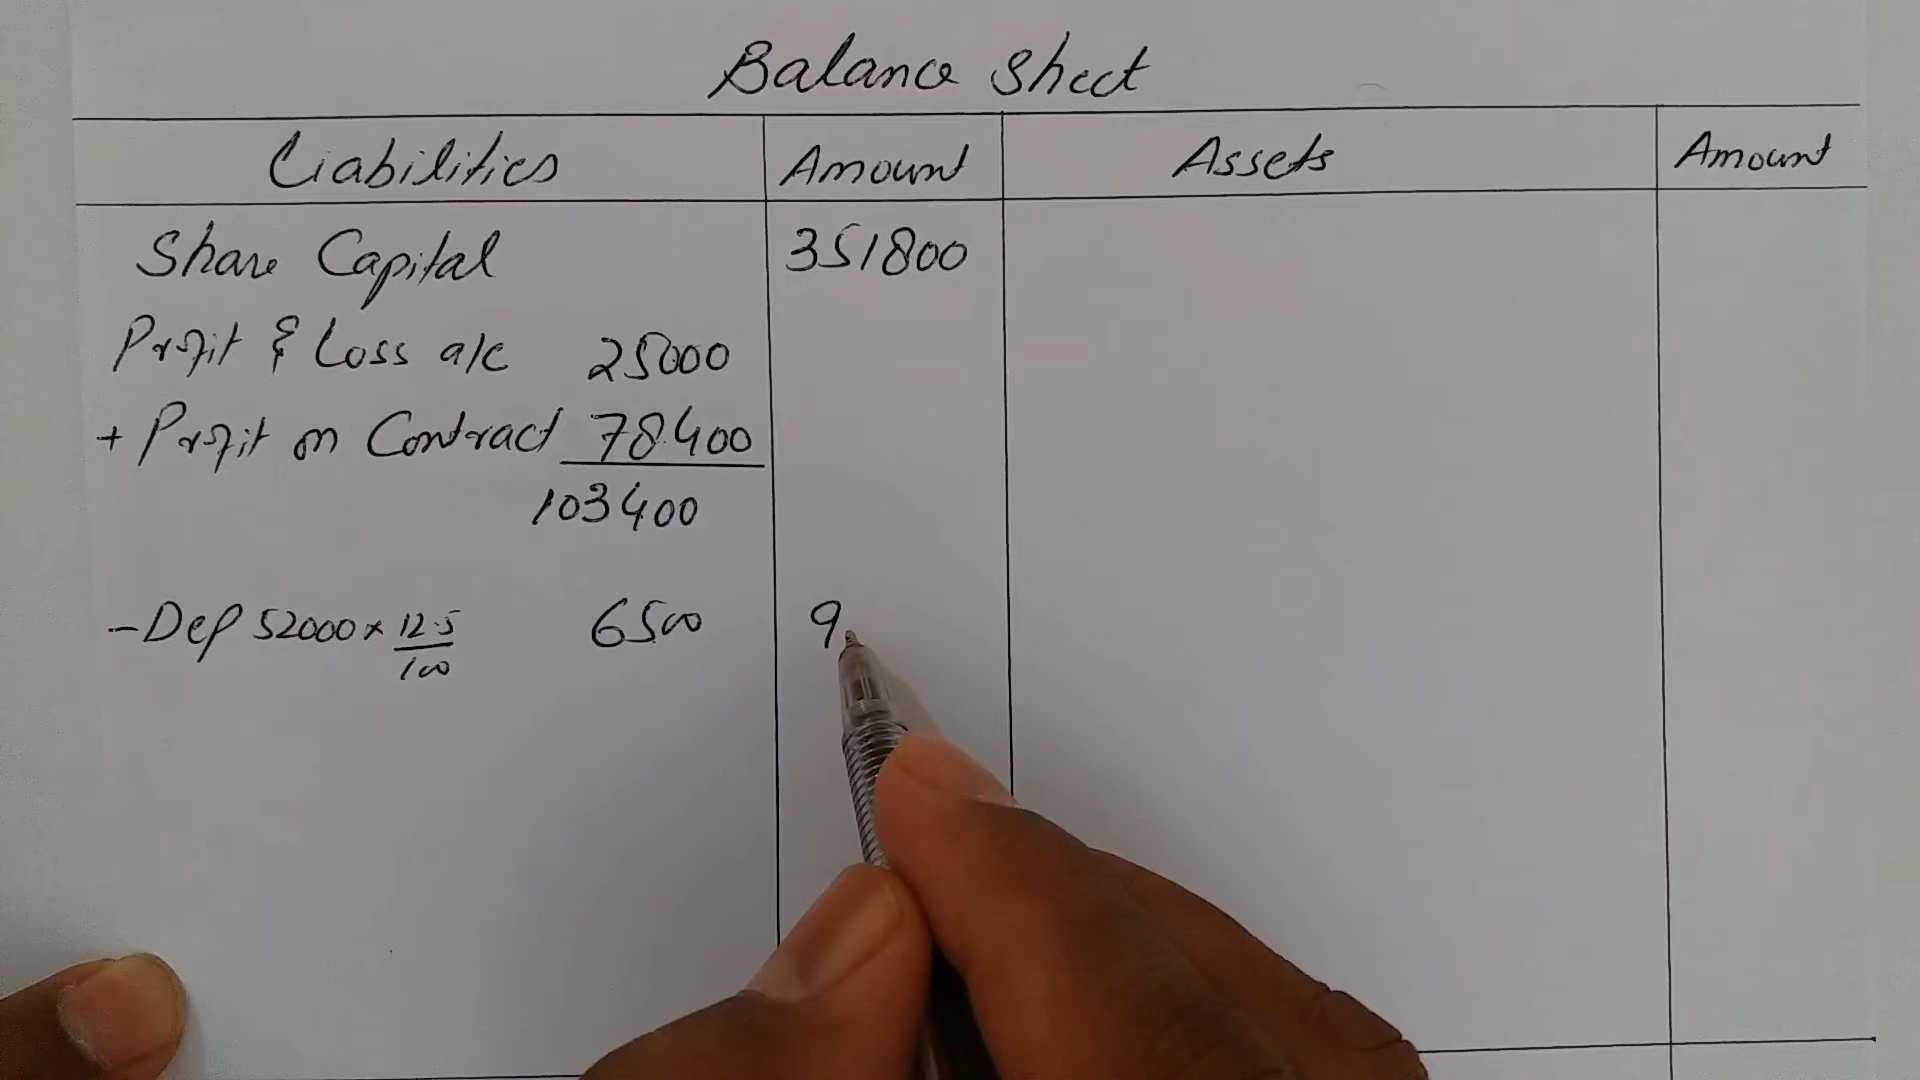 Balance Sheet
Liabilities Amount Assets Amount
Share Capital 351800
Profit & Loss a/c 25000
+ Profit on Contract 78400
103400
- Dep 52000 × 12.5/100 6500 9